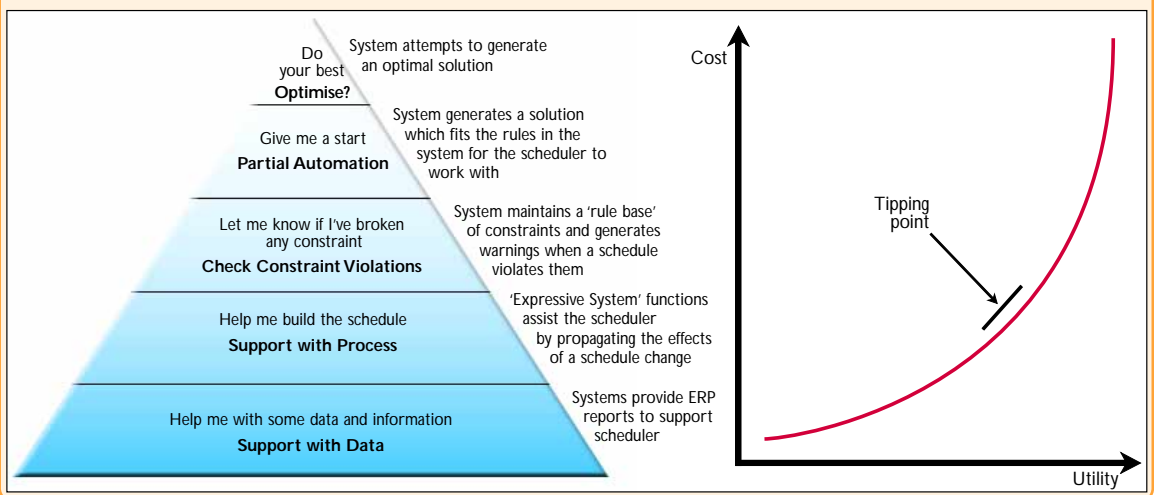 Do
your best
Optimise?
System attempts to generate
an optimal solution
Give me a start
Partial Automation
System generates a solution
which fits the rules in the
system for the scheduler to
work with
Let me know if I've broken
any constraint
Check Constraint Violations
System maintains a 'rule base'
of constraints and generates
warnings when a schedule
violates them
Help me build the schedule
Support with Process
'Expressive System' functions
assist the scheduler
by propagating the effects
of a schedule change
Help me with some data and information
Support with Data
Systems provide ERP
reports to support
scheduler
Cost
Tipping
point
Utility